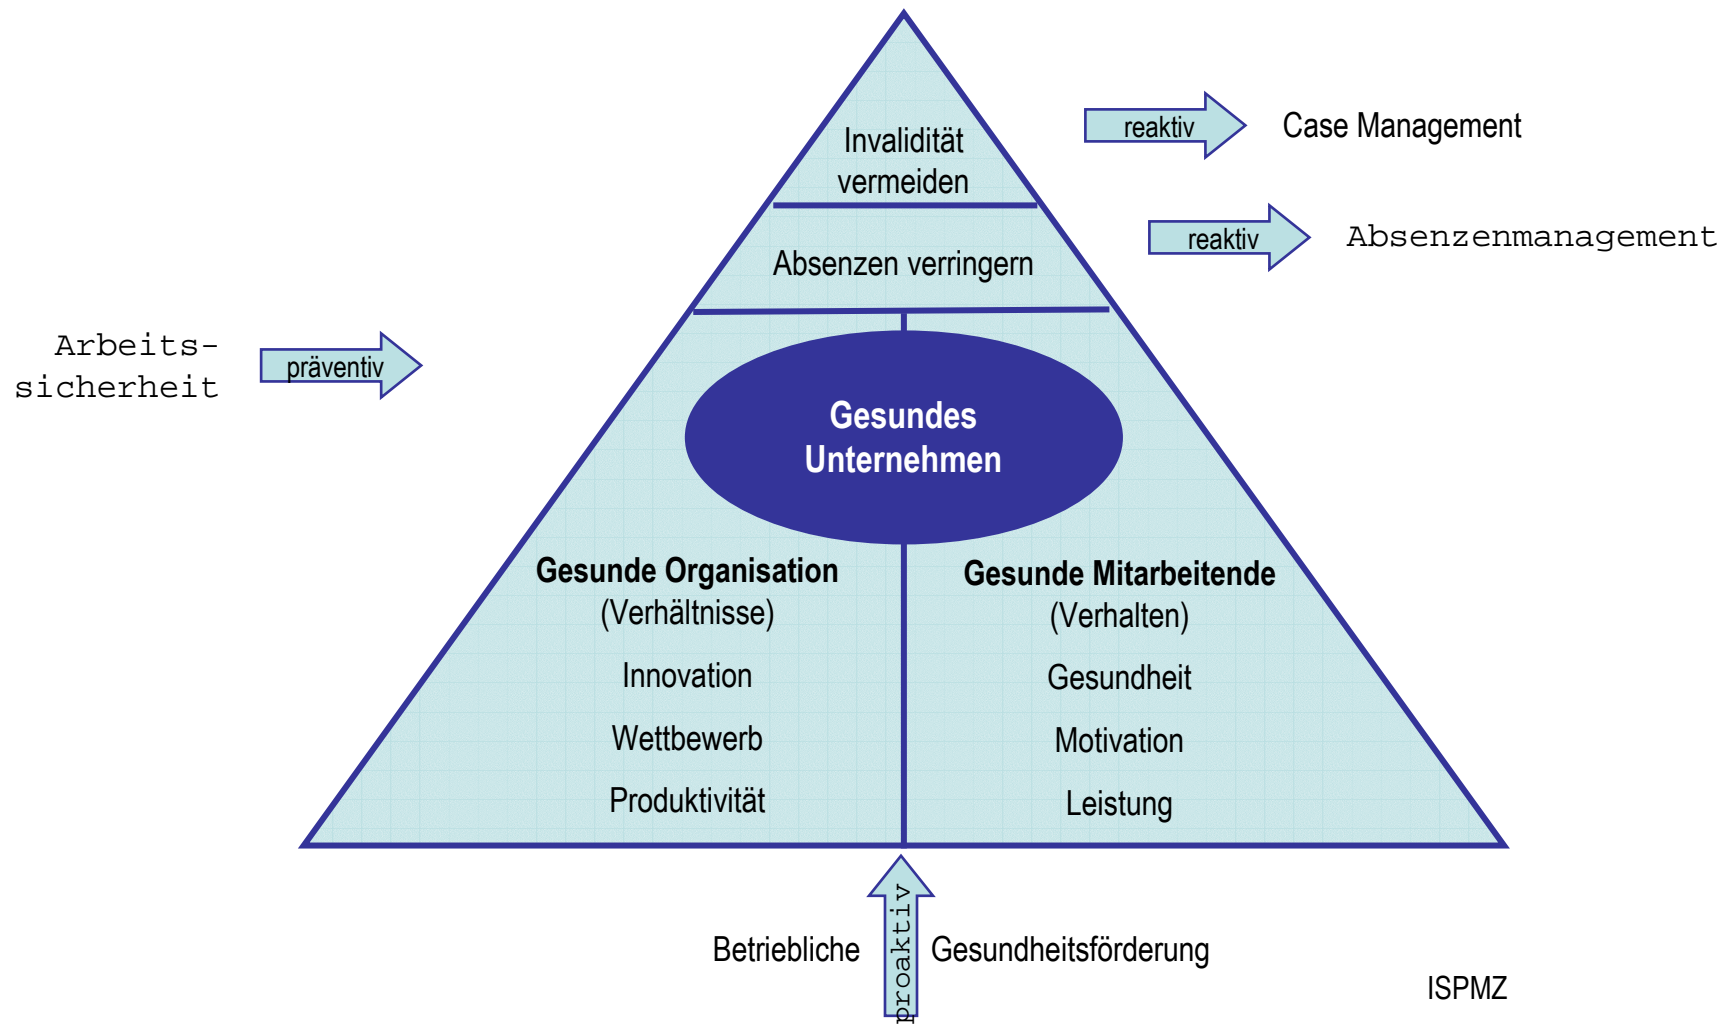 Invalidität
vermeiden
reaktiv
Case Management
Absenzen verringern
reaktiv
Absenzenmanagement
Arbeits-
sicherheit
präventiv
Gesundes
Unternehmen
Gesunde Organisation
(Verhältnisse)
Innovation
Wettbewerb
Produktivität
Gesunde Mitarbeitende
(Verhalten)
Gesundheit
Motivation
Leistung
Betriebliche
proaktiv
Gesundheitsförderung
ISPMZ